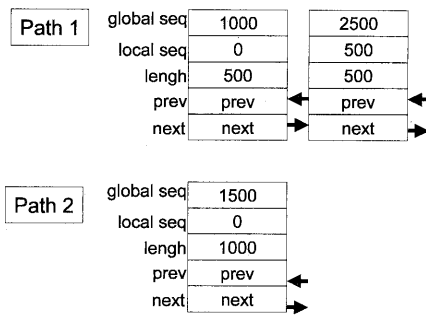 Path 1
global seq 1000 2500
local seq 0 500
lengh 500 500
prev prev prev
next next next
Path 2
global seq 1500
local seq 0
lengh 1000
prev prev
next next